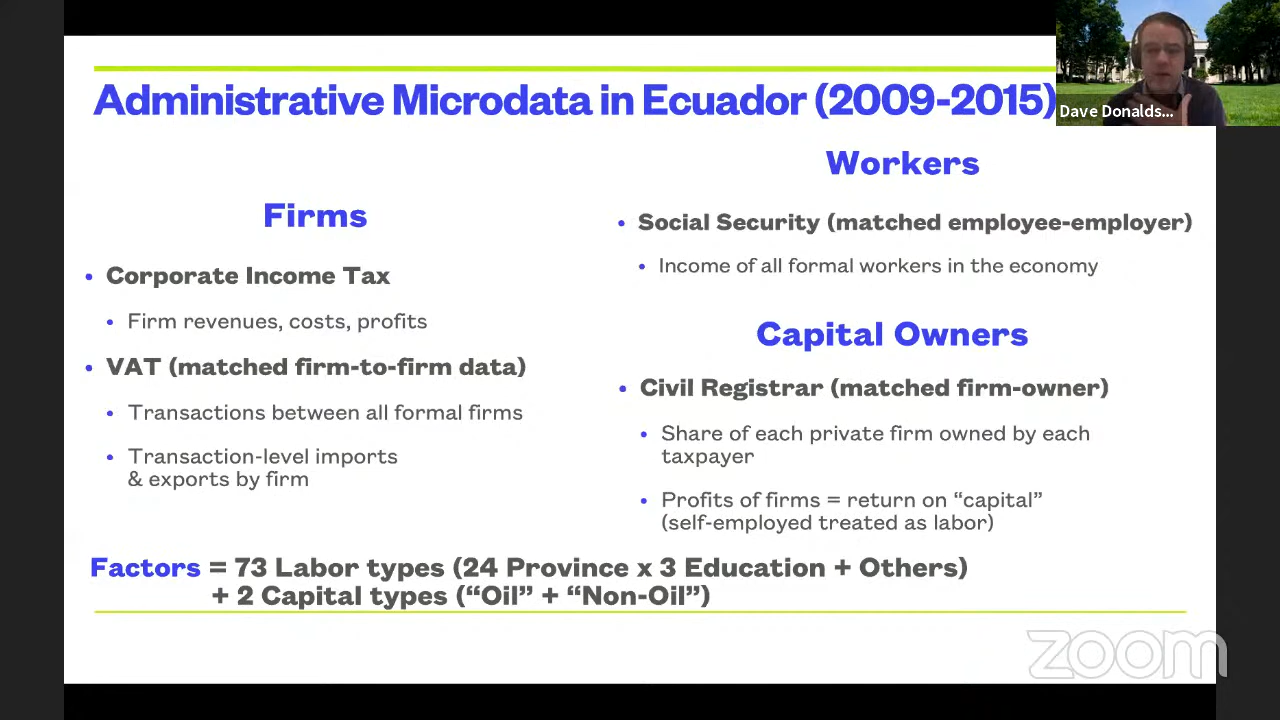 Administrative Microdata in Ecuador (2009-2015)
Dave Donalds...
Firms
• Corporate Income Tax
• Firm revenues, costs, profits
• VAT (matched firm-to-firm data)
• Transactions between all formal firms
• Transaction-level imports
& exports by firm
Workers
• Social Security (matched employee-employer)
• Income of all formal workers in the economy
Capital Owners
• Civil Registrar (matched firm-owner)
• Share of each private firm owned by each
taxpayer
• Profits of firms = return on “capital”
(self-employed treated as labor)
Factors = 73 Labor types (24 Province x 3 Education + Others)
+ 2 Capital types (“Oil” + “Non-Oil”)
zoom